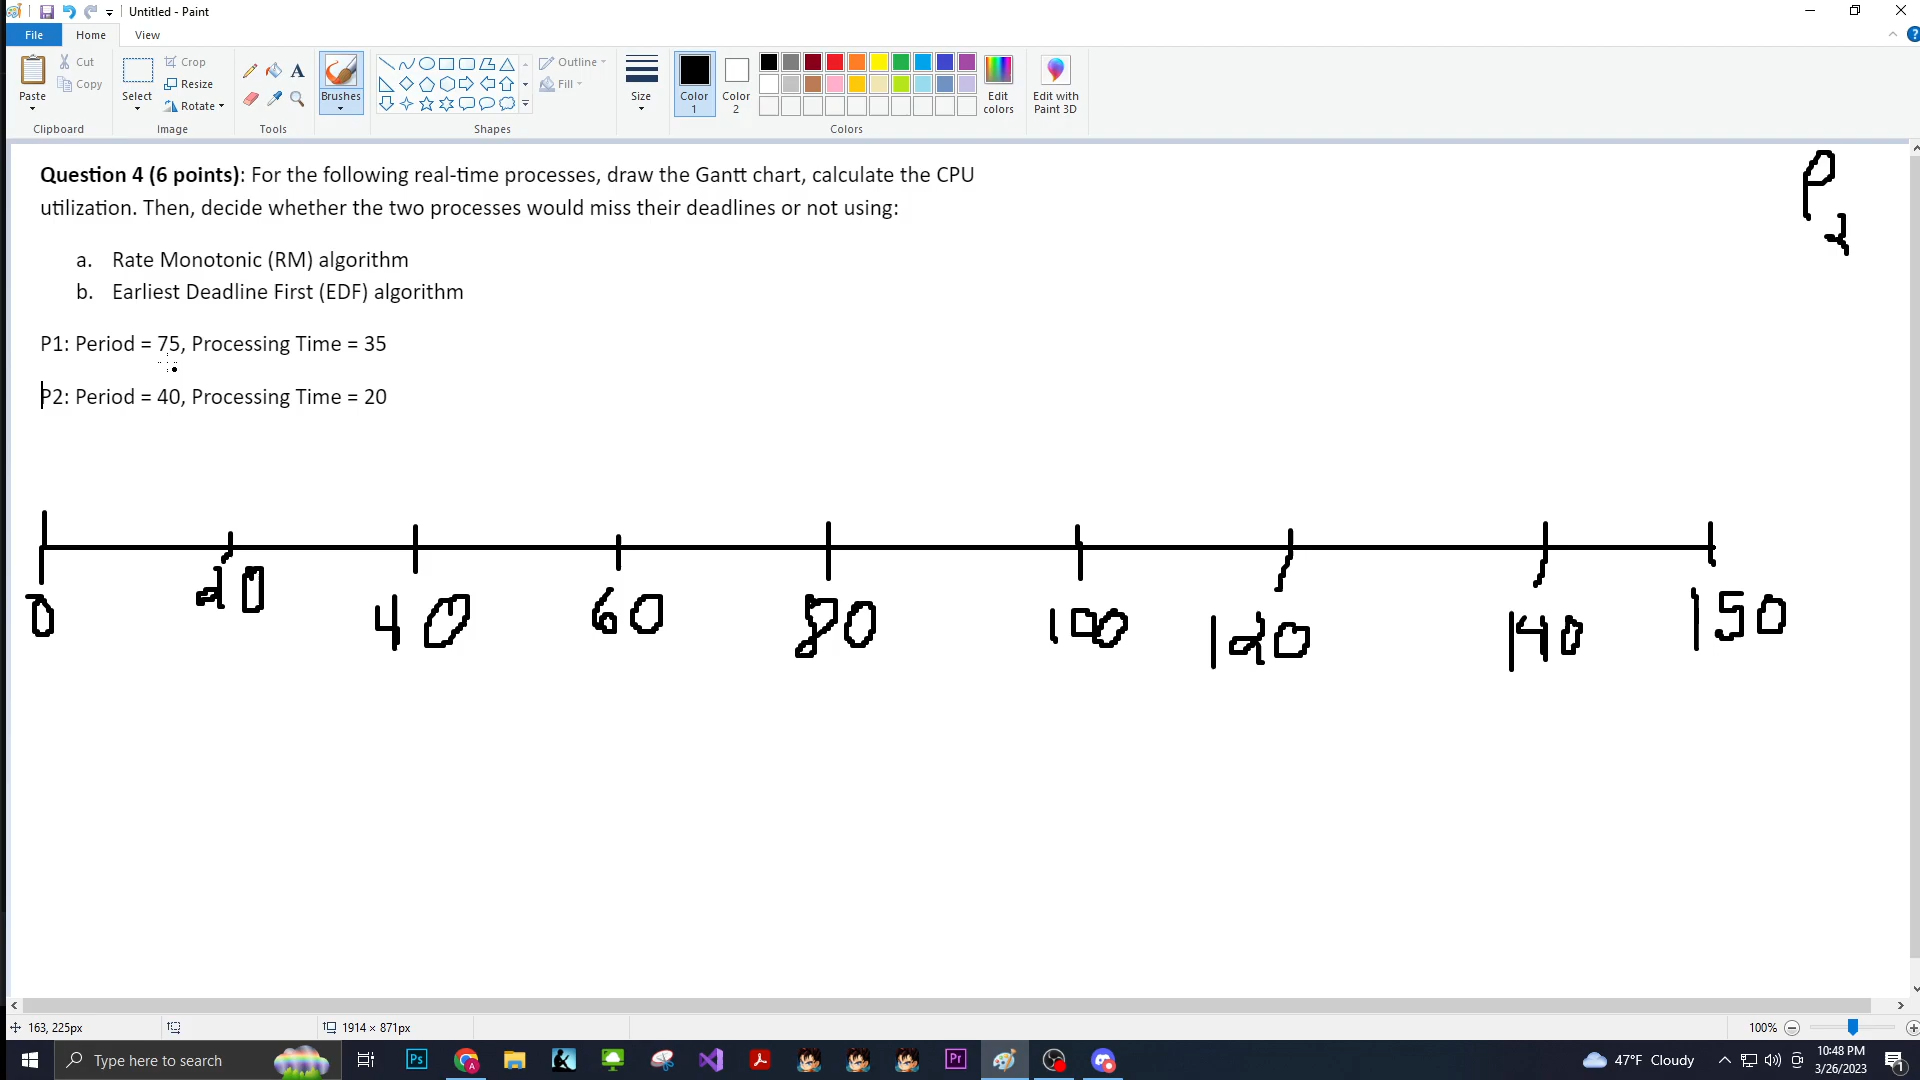 Untitled - Paint
File Home View
Paste Cut Copy Clipboard
Select Crop Resize Rotate Image
Tools
Brushes
Shapes
Outline Fill
Size
Color 1 Color 2 Colors
Edit colors
Edit with Paint 3D
Question 4 (6 points): For the following real-time processes, draw the Gantt chart, calculate the CPU
utilization. Then, decide whether the two processes would miss their deadlines or not using:
a. Rate Monotonic (RM) algorithm
b. Earliest Deadline First (EDF) algorithm
P1: Period = 75, Processing Time = 35
P2: Period = 40, Processing Time = 20
P2
0 20 40 60 80 100 120 140 150
163, 225px
1914 × 871px
100%
Type here to search
Ps
Pr
47°F Cloudy
10:48 PM
3/26/2023
1